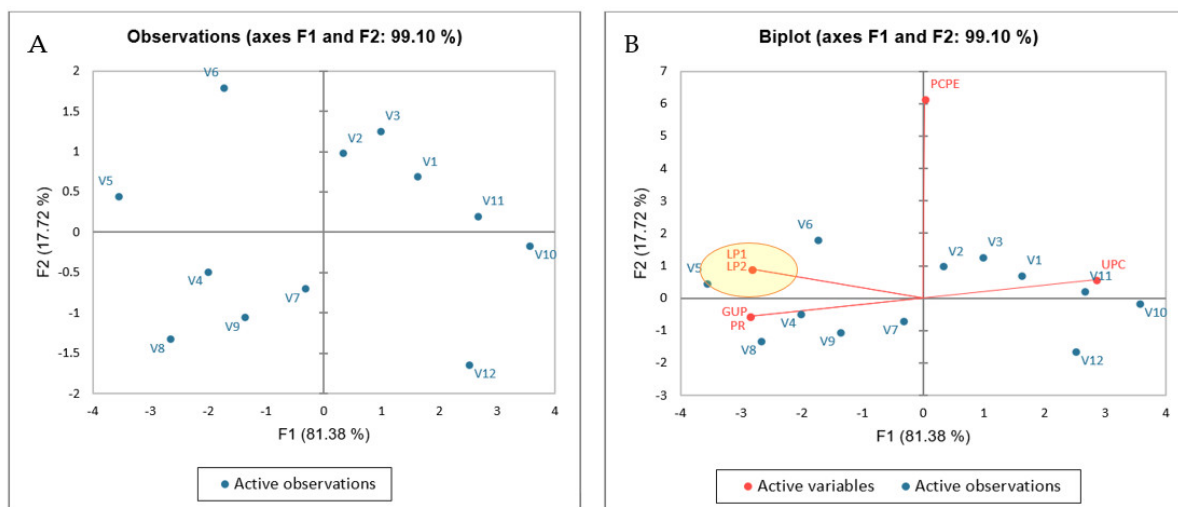 A
Observations (axes F1 and F2: 99.10 %)
2
1.5
1
0.5
0
-0.5
-1
-1.5
-2
F2 (17.72 %)
V6
V3
V2
V1
V5
V11
V10
V4
V7
V9
V8
V12
-4
-3
-2
-1
0
1
2
3
4
F1 (81.38 %)
Active observations
B
Biplot (axes F1 and F2: 99.10 %)
7
6
5
4
3
2
1
0
-1
-2
-3
F2 (17.72 %)
PCPE
V6
V2
V3
V1
LP1
LP2
V5
UPC
V11
V10
GUP
PR
V4
V7
V8
V9
V12
-4
-3
-2
-1
0
1
2
3
4
F1 (81.38 %)
Active variables
Active observations